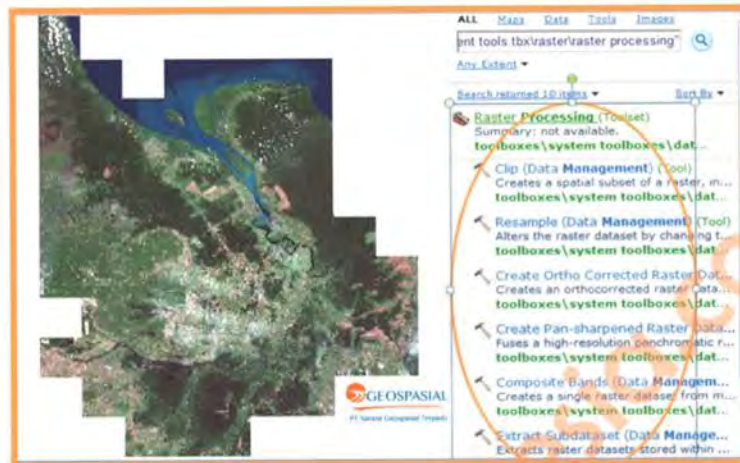 ALL Maps Data Tools Images
ent tools tbx\raster\raster processing"
Any Extent
Search returned 10 items Sort By
Raster Processing (Toolset)
Summary: not available.
toolboxes\system toolboxes\dat...
Clip (Data Management) (Tool)
Creates a spatial subset of a raster, in...
toolboxes\system toolboxes\dat...
Resample (Data Management) (Tool)
Alters the raster dataset by changing t...
toolboxes\system toolboxes\dat...
Create Ortho Corrected Raster Dat...
Creates an orthocorrected raster data...
toolboxes\system toolboxes\dat...
Create Pan-sharpened Raster Data...
Fuses a high-resolution panchromatic r...
toolboxes\system toolboxes\dat...
Composite Bands (Data Managem...
Creates a single raster dataset from m...
toolboxes\system toolboxes\dat...
Extract Subdataset (Data Manage...
Extracts raster datasets stored within ...
GEOSPASIAL
Geospasial